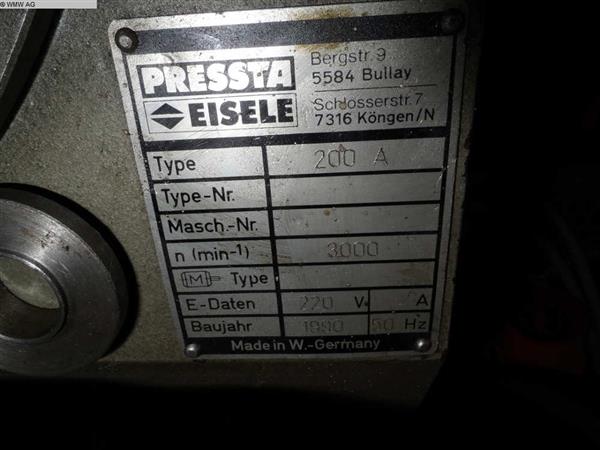 © WMW AG
PRESSTA
EISELE
Bergstr. 9
5584 Bullay
Schlosserstr. 7
7316 Köngen/N
Type 200 A
Type-Nr.
Masch.-Nr.
n (min-1) 3000
M Type
E-Daten 220 V. A
Baujahr 1990 50 Hz
Made in W.-Germany